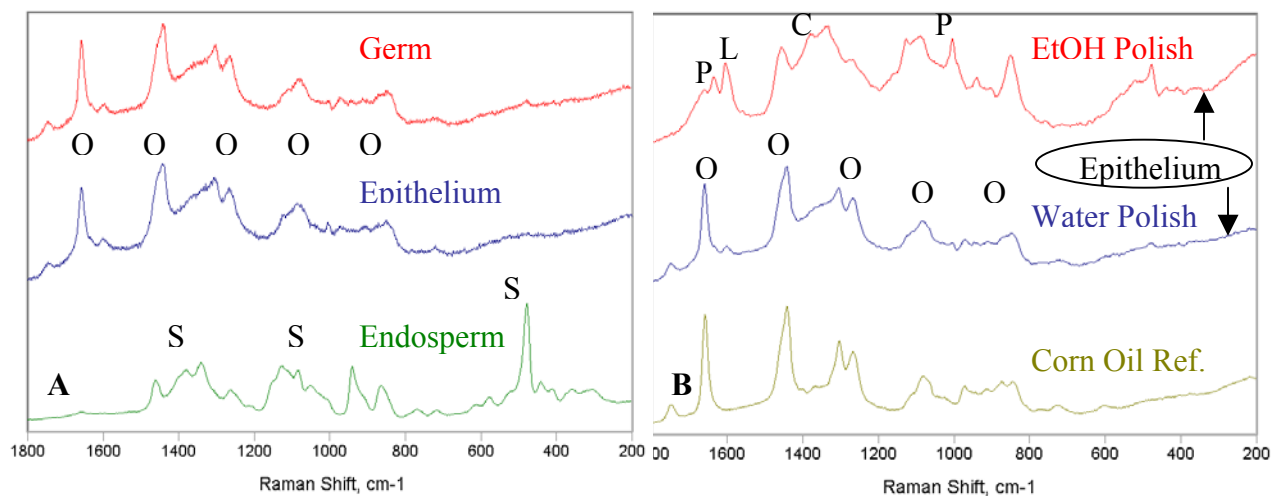 Germ
O O O O O
Epithelium
S
S S
Endosperm
A
1800 1600 1400 1200 1000 800 600 400 200
Raman Shift, cm-1
C P
L EtOH Polish
P
O
O O Epithelium
O O
Water Polish
Corn Oil Ref.
B
1600 1400 1200 1000 800 600 400 200
Raman Shift, cm-1